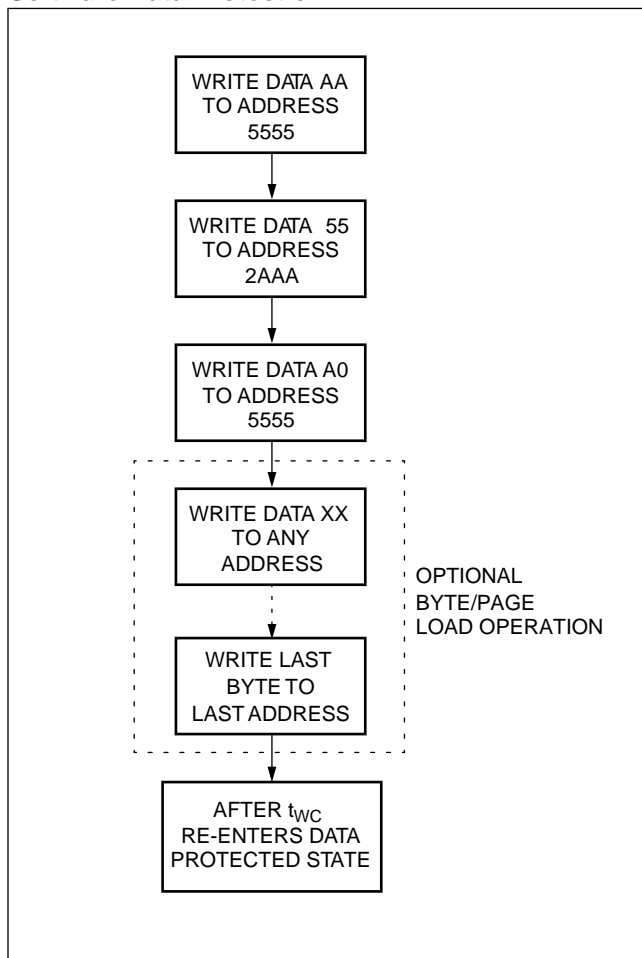 WRITE DATA AA
TO ADDRESS
5555
WRITE DATA 55
TO ADDRESS
2AAA
WRITE DATA A0
TO ADDRESS
5555
WRITE DATA XX
TO ANY
ADDRESS
OPTIONAL
BYTE/PAGE
LOAD OPERATION
WRITE LAST
BYTE TO
LAST ADDRESS
AFTER tWC
RE-ENTERS DATA
PROTECTED STATE